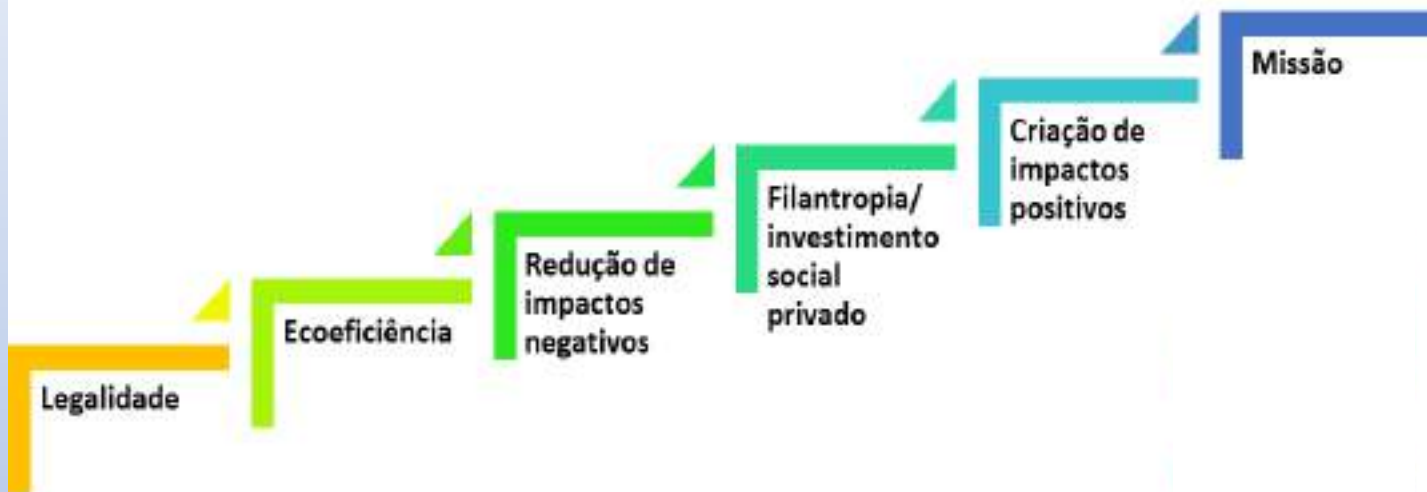 Legalidade
Ecoeficiência
Redução de
impactos
negativos
Filantropia/
investimento
social
privado
Criação de
impactos
positivos
Missão